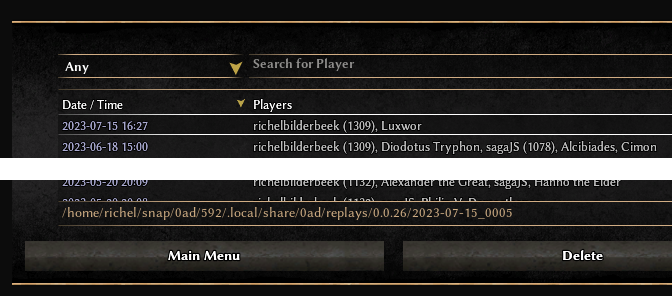 Any Search for Player
Date / Time Players
2023-07-15 16:27 richelbilderbeek (1309), Luxwor
2023-06-18 15:00 richelbilderbeek (1309), Diodotus Tryphon, sagaJS (1078), Alcibiades, Cimon
2023-05-20 20:09 richelbilderbeek (1132), Alexander the Great, sagaJS, Hanno the Elder
/home/richel/snap/0ad/592/.local/share/0ad/replays/0.0.26/2023-07-15_0005
Main Menu Delete